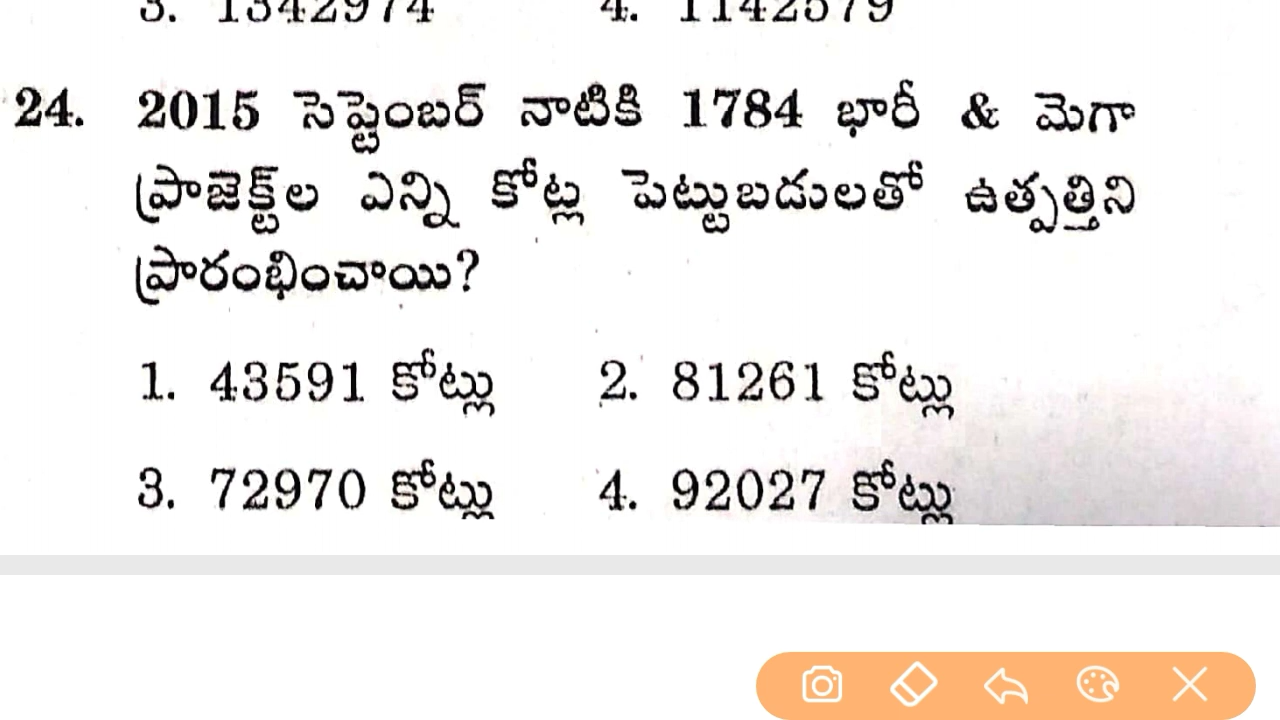 24. 2015 సెప్టెంబర్ నాటికి 1784 భారీ & మెగా
ప్రాజెక్ట్‌ల ఎన్ని కోట్ల పెట్టుబడులతో ఉత్పత్తిని
ప్రారంభించాయి?
1. 43591 కోట్లు 2. 81261 కోట్లు
3. 72970 కోట్లు 4. 92027 కోట్లు